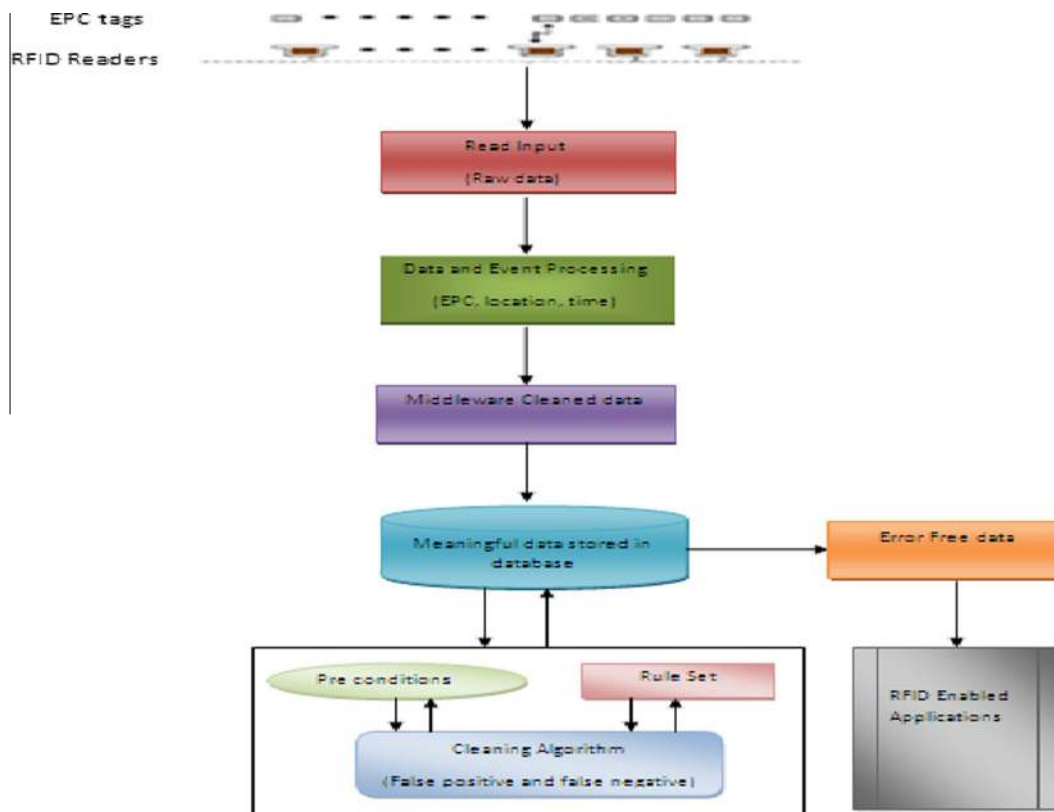 EPC tags
RFID Readers
Read Input
(Raw data)
Data and Event Processing
(EPC, location, time)
Middleware Cleaned data
Meaningful data stored in
database
Error Free data
Pre conditions
Rule Set
Cleaning Algorithm
(False positive and false negative)
RFID Enabled
Applications